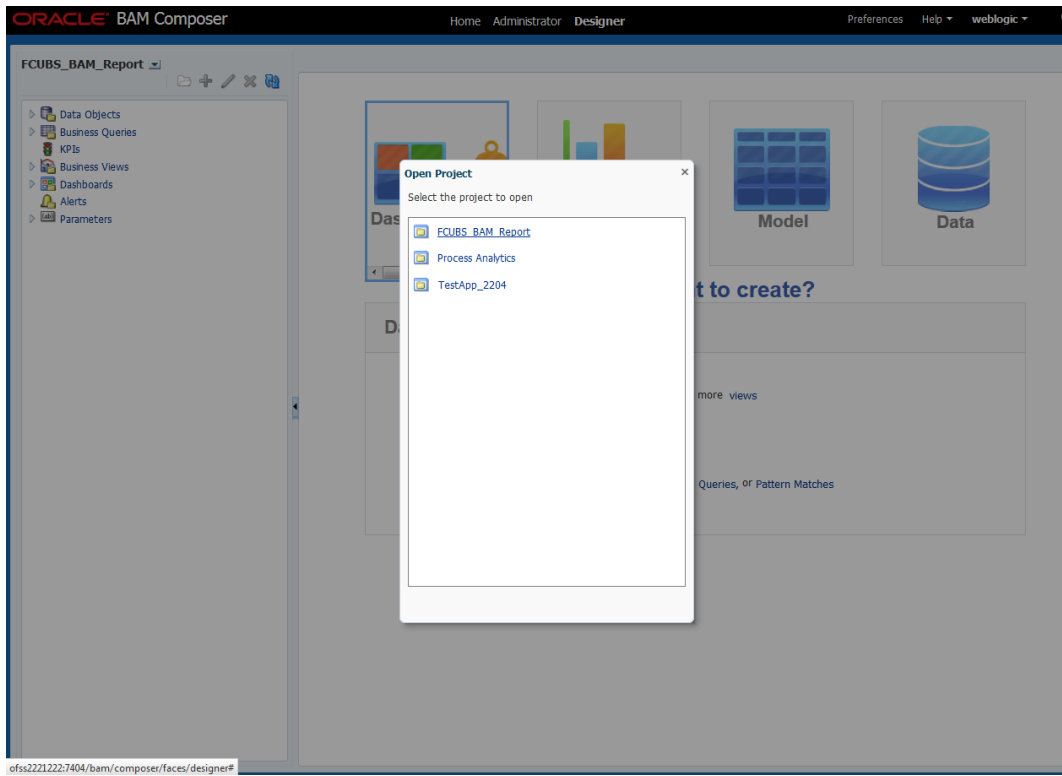 ORACLE BAM Composer
Home Administrator Designer
Preferences Help weblogic
FCUBS_BAM_Report
Data Objects
Business Queries
KPIs
Business Views
Dashboards
Alerts
Parameters
Open Project
Select the project to open
FCUBS_BAM_Report
Process Analytics
TestApp_2204
Das
Model
Data
t to create?
D
more views
Queries, or Pattern Matches
ofss2221222:7404/bam/composer/faces/designer#